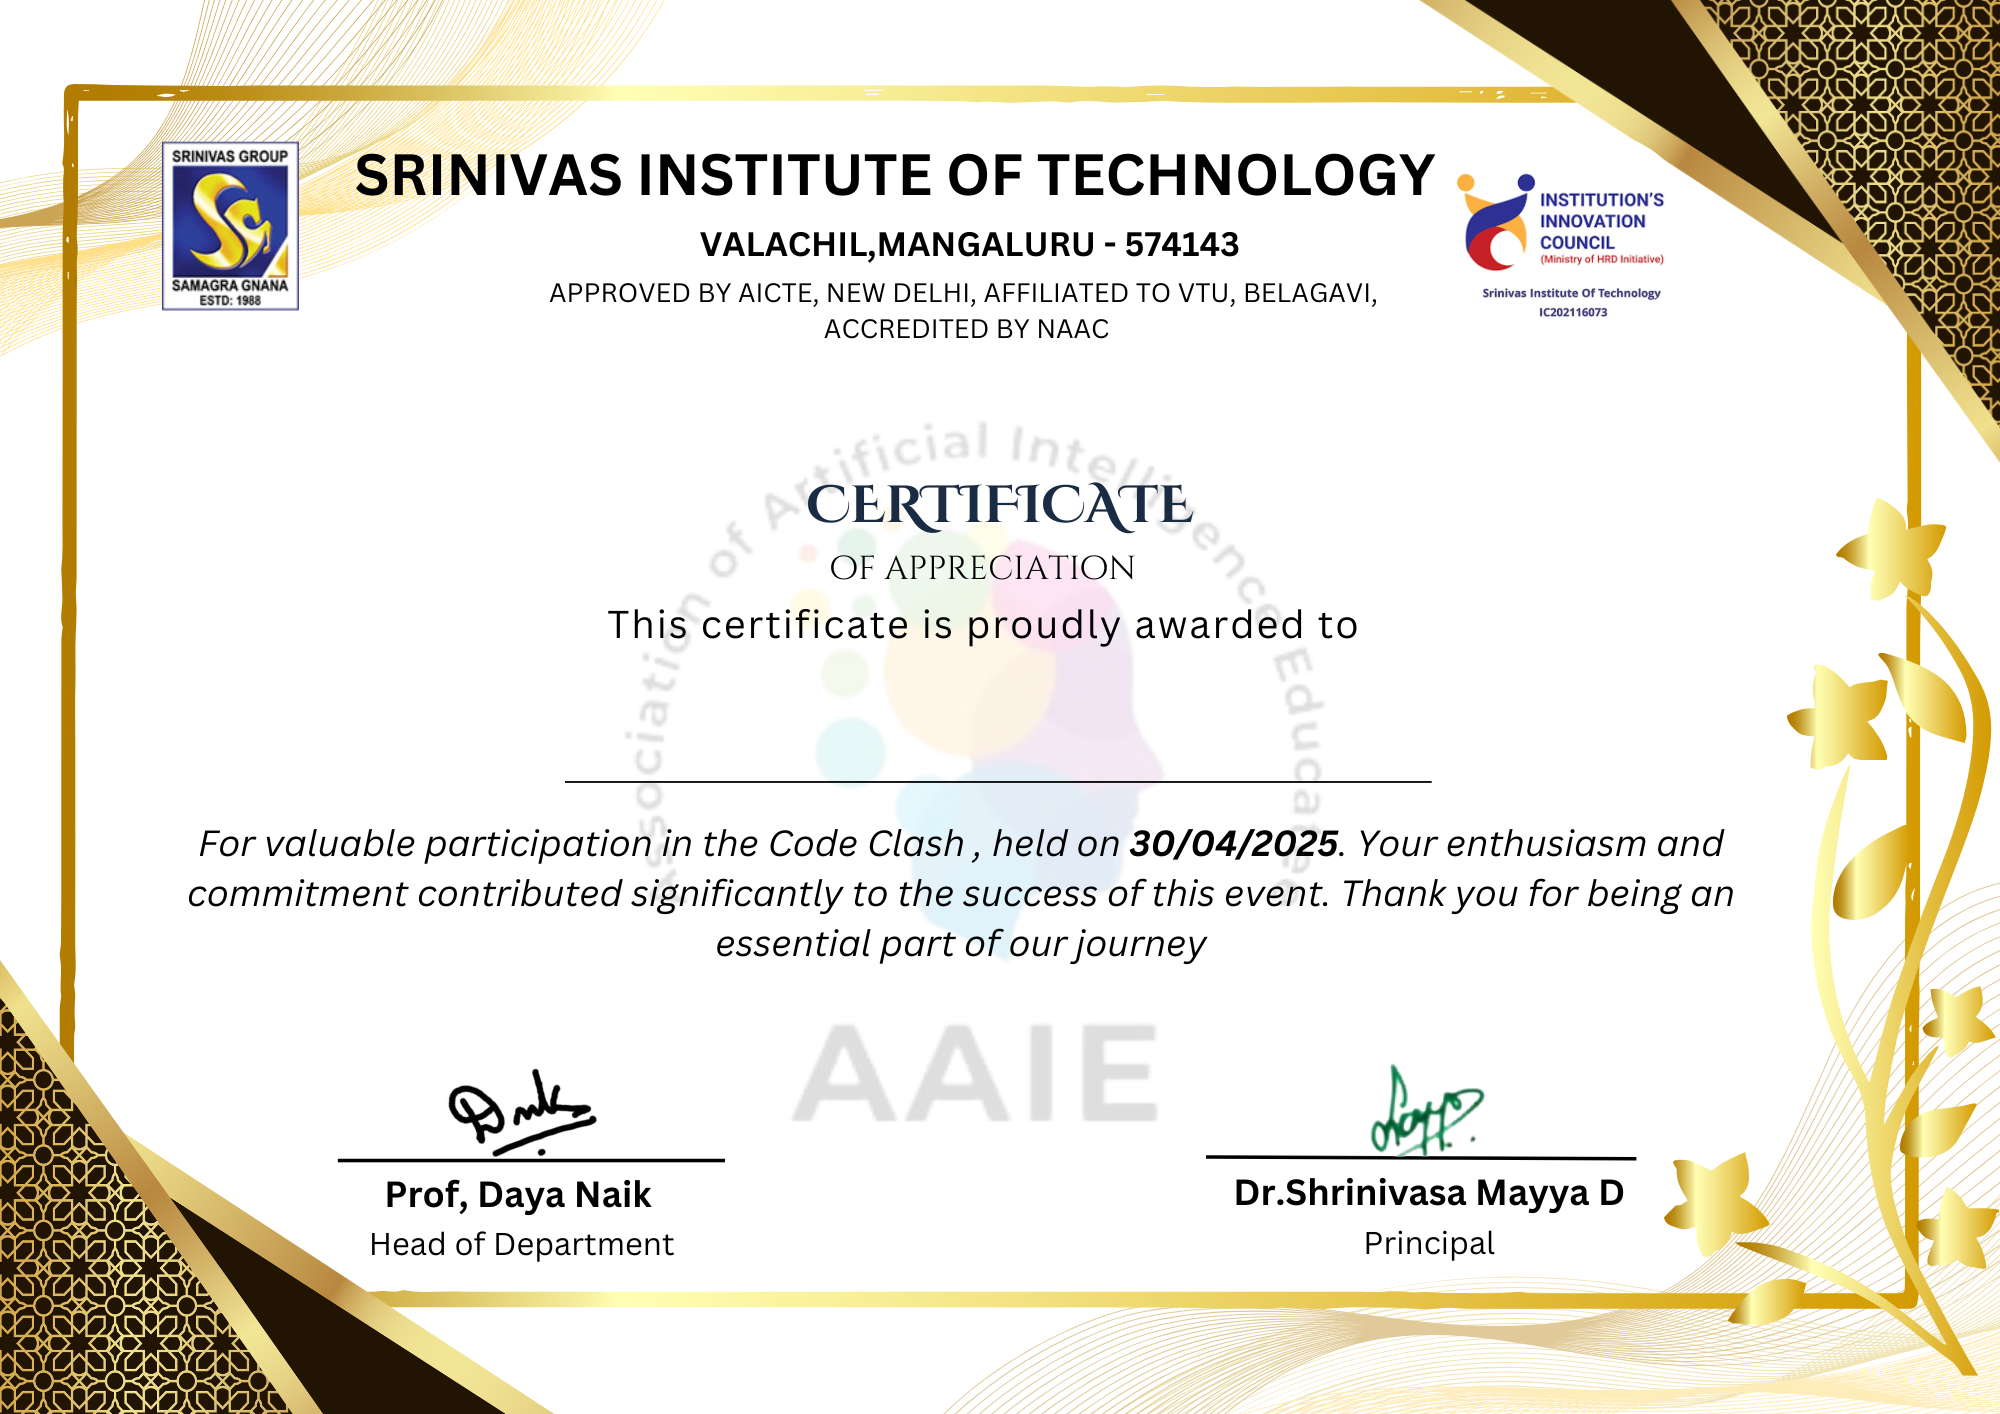 SRINIVAS GROUP
SAMAGRA GNANA
ESTD: 1988
SRINIVAS INSTITUTE OF TECHNOLOGY
VALACHIL,MANGALURU - 574143
APPROVED BY AICTE, NEW DELHI, AFFILIATED TO VTU, BELAGAVI,
ACCREDITED BY NAAC
INSTITUTION'S
INNOVATION
COUNCIL
(Ministry of HRD Initiative)
Srinivas Institute Of Technology
IC202116073
Association of Artificial Intelligence Educated
CERTIFICATE
OF APPRECIATION
This certificate is proudly awarded to
For valuable participation in the Code Clash , held on 30/04/2025. Your enthusiasm and
commitment contributed significantly to the success of this event. Thank you for being an
essential part of our journey
AAIE
Prof, Daya Naik
Head of Department
Dr.Shrinivasa Mayya D
Principal